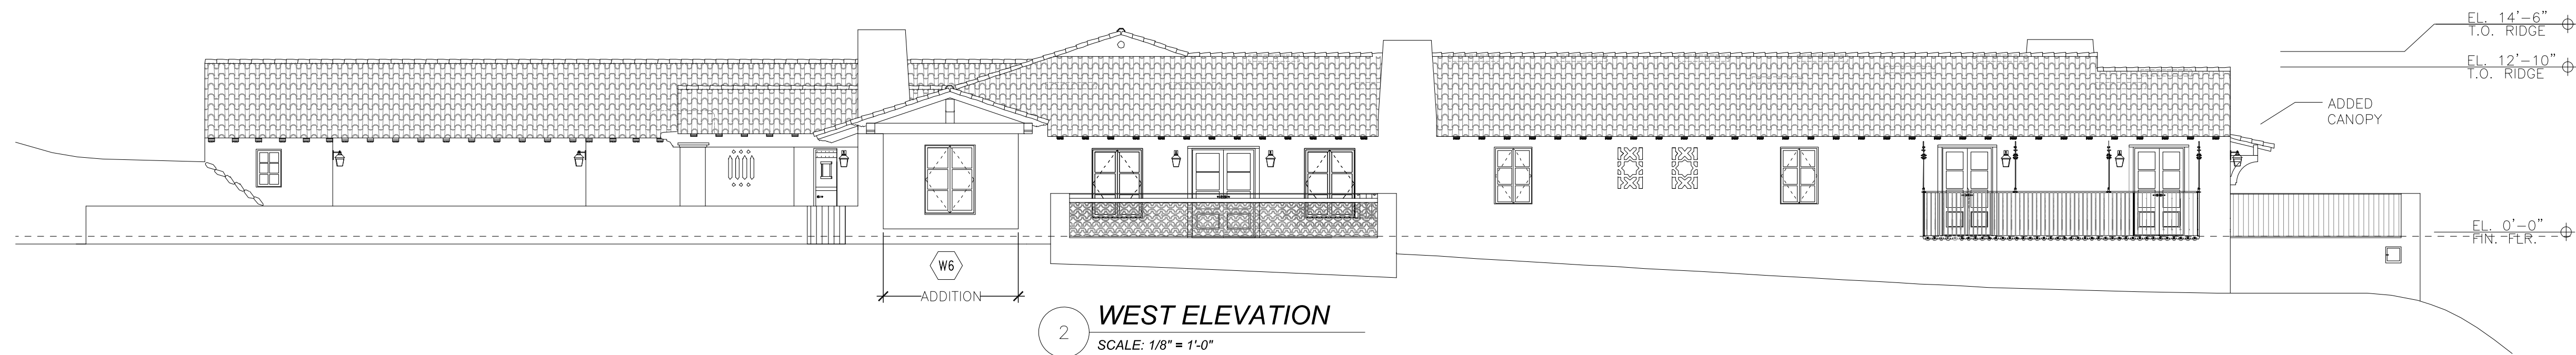 EL. 14'-6"
T.O. RIDGE
EL. 12'-10"
T.O. RIDGE
ADDED
CANOPY
EL. 0'-0"
FIN. FLR.
W6
ADDITION
2
WEST ELEVATION
SCALE: 1/8" = 1'-0"